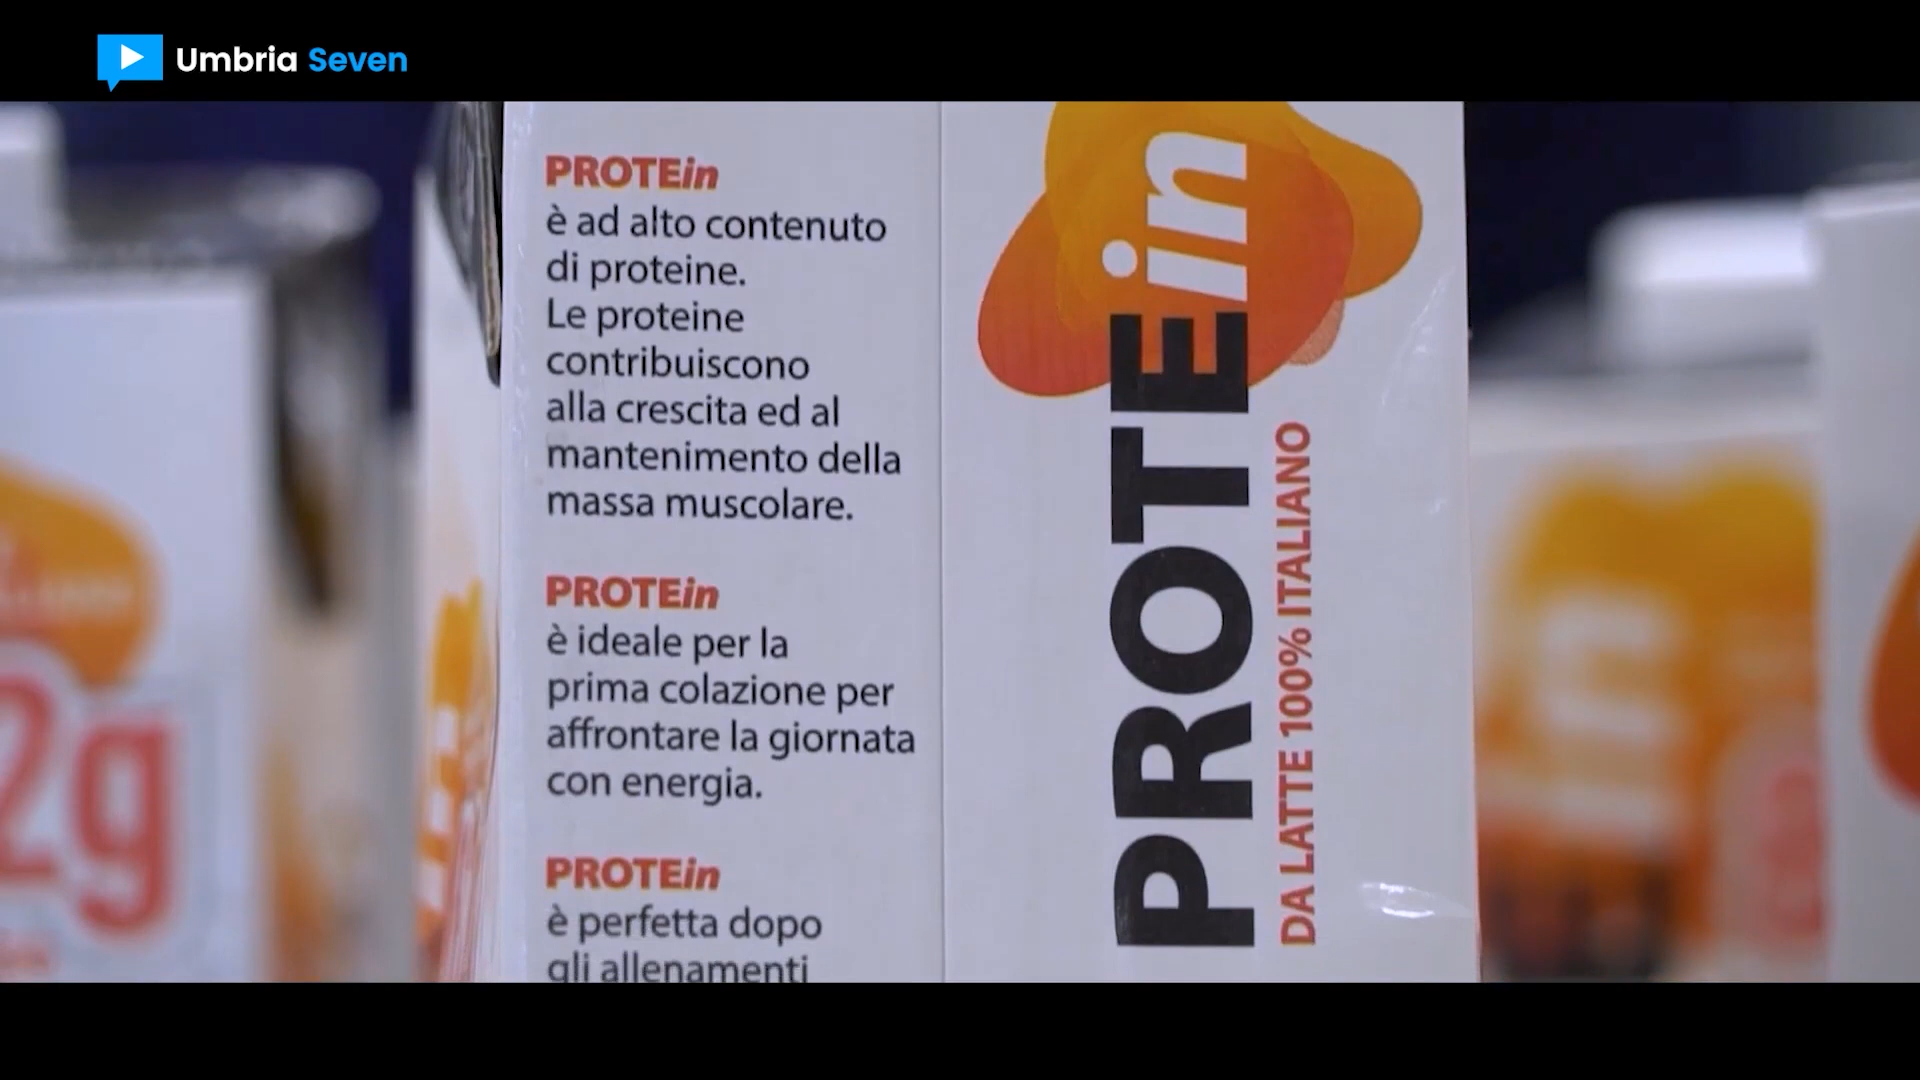 Umbria Seven
PROTEin
è ad alto contenuto
di proteine.
Le proteine
contribuiscono
alla crescita ed al
mantenimento della
massa muscolare.
PROTEin
è ideale per la
prima colazione per
affrontare la giornata
con energia.
PROTEin
è perfetta dopo
gli allenamenti
PROTEin
DA LATTE 100% ITALIANO
2g